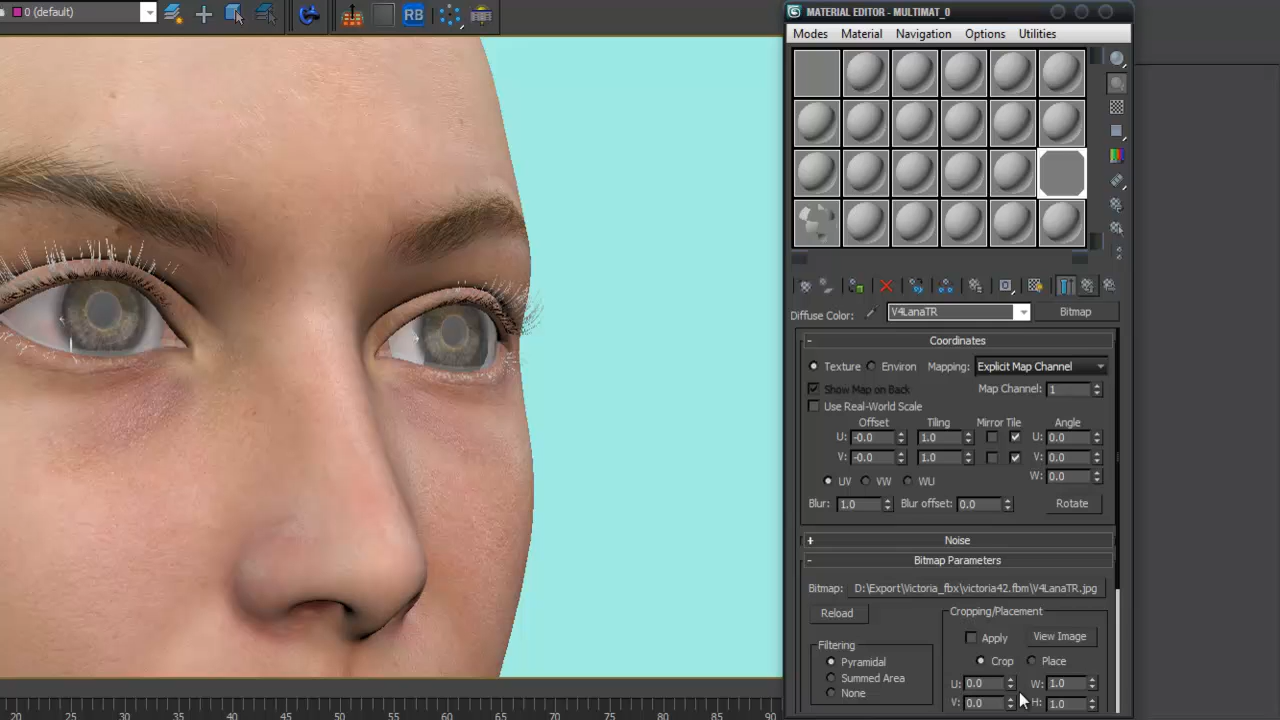 0 (default)
RB
MATERIAL EDITOR - MULTIMAT_0
Modes Material Navigation Options Utilities
Diffuse Color: V4LanaTR Bitmap
- Coordinates
Texture Environ Mapping: Explicit Map Channel
Show Map on Back Map Channel: 1
Use Real-World Scale
Offset Tiling Mirror Tile Angle
U: -0.0 1.0 U: 0.0
V: -0.0 1.0 V: 0.0
W: 0.0
UV VW WU
Blur: 1.0 Blur offset: 0.0 Rotate
+ Noise
- Bitmap Parameters
Bitmap: D:\Export\Victoria_fbx\victoria42.fbm\V4LanaTR.jpg
Reload
Cropping/Placement
Apply View Image
Filtering
Crop Place
Pyramidal
Summed Area
None
U: 0.0 W: 1.0
V: 0.0 H: 1.0
20 25 30 35 40 45 50 55 60 65 70 75 80 85 90